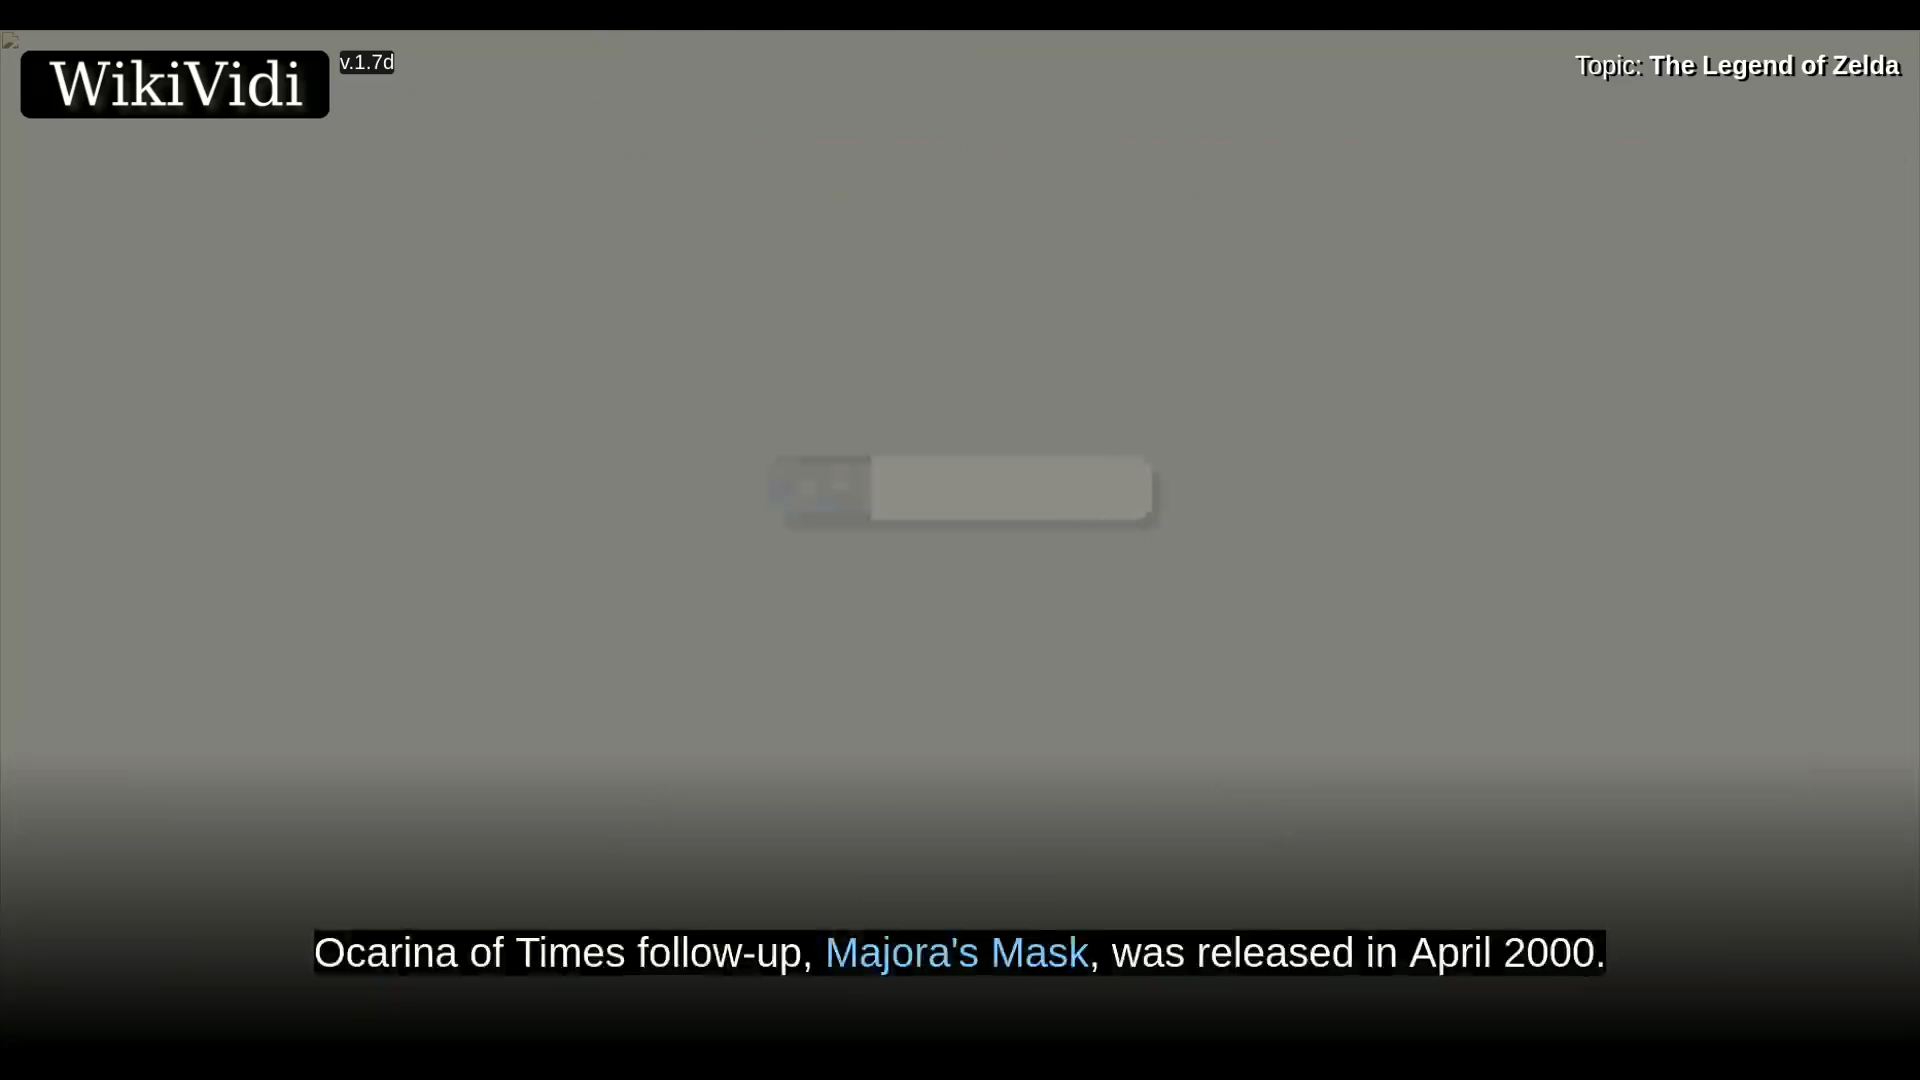 WikiVidi
v.1.7d
Topic: The Legend of Zelda
Ocarina of Times follow-up, Majora's Mask, was released in April 2000.